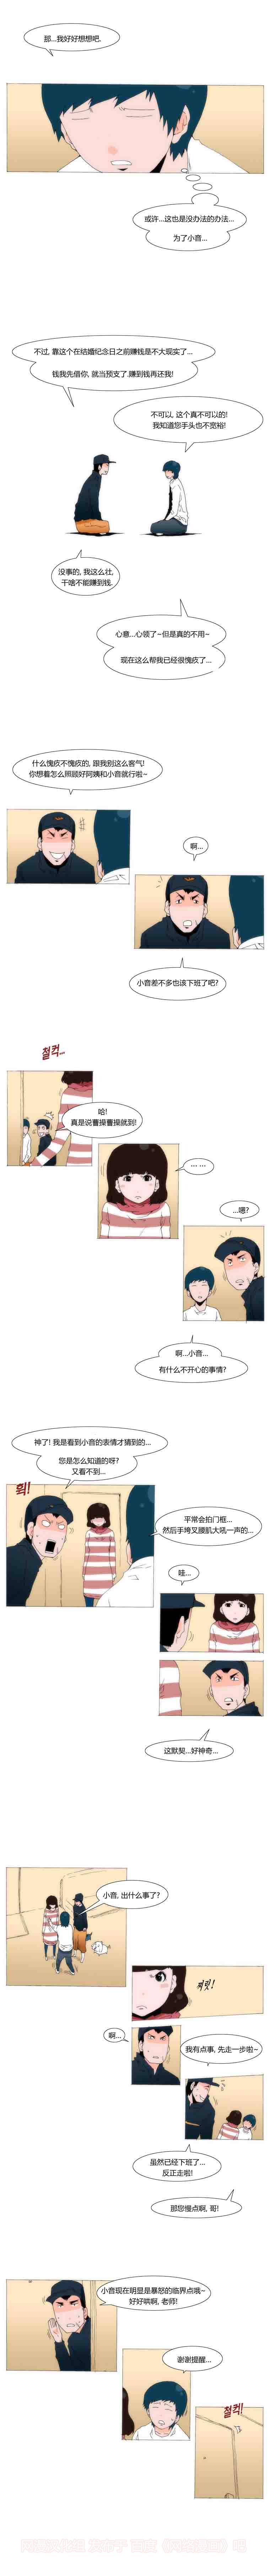 那...我好好想想吧,
或许...这也是没办法的办法...
为了小音...
不过, 靠这个在结婚纪念日之前赚钱是不大现实了...
钱我先借你, 就当预支了.赚到钱再还我!
不可以, 这个真不可以的!
我知道您手头也不宽裕!
没事的, 我这么壮,
干啥不能赚到钱.
心意...心领了~但是真的不用~
现在这么帮我已经很愧疚了...
什么愧疚不愧疚的, 跟我别这么客气!
你想着怎么照顾好阿姨和小音就行啦~
啊...
小音差不多也该下班了吧?
철컥...
哈!
真是说曹操曹操就到!
... ...
...嗯?
啊...小音...
有什么不开心的事情?
神了! 我是看到小音的表情才猜到的...
您是怎么知道的呀?
又看不到...
휙!
平常会拍门框...
然后手垮叉腰肌大吼一声的...
哇...
这默契...好神奇...
小音, 出什么事了?
찌릿!
啊...
我有点事, 先走一步啦~
虽然已经下班了...
反正走啦!
那您慢点啊, 哥!
小音现在明显是暴怒的临界点哦~
好好哄啊, 老师!
谢谢提醒...
철컥!